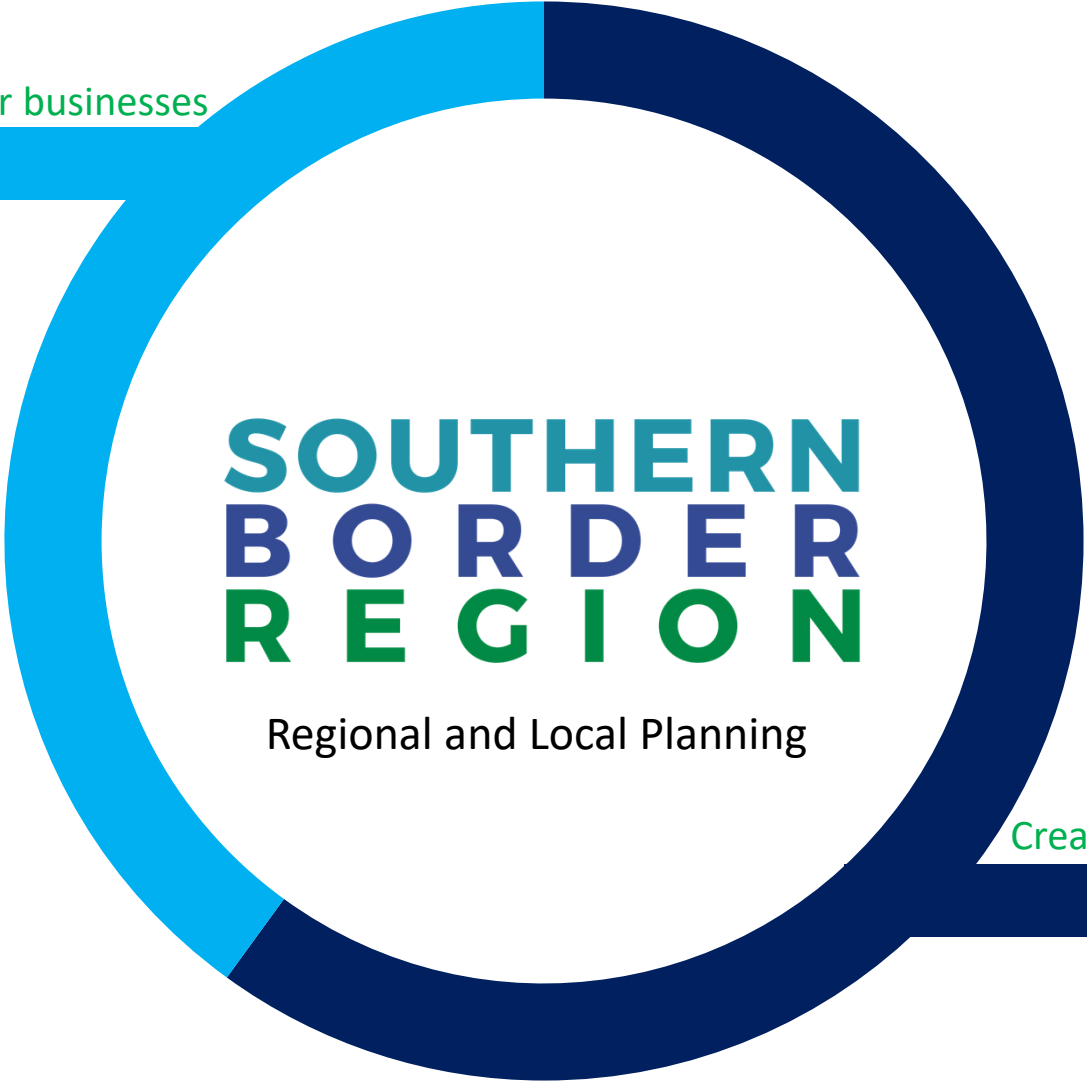 r businesses
SOUTHERN
BORDER
REGION
Regional and Local Planning
Crea